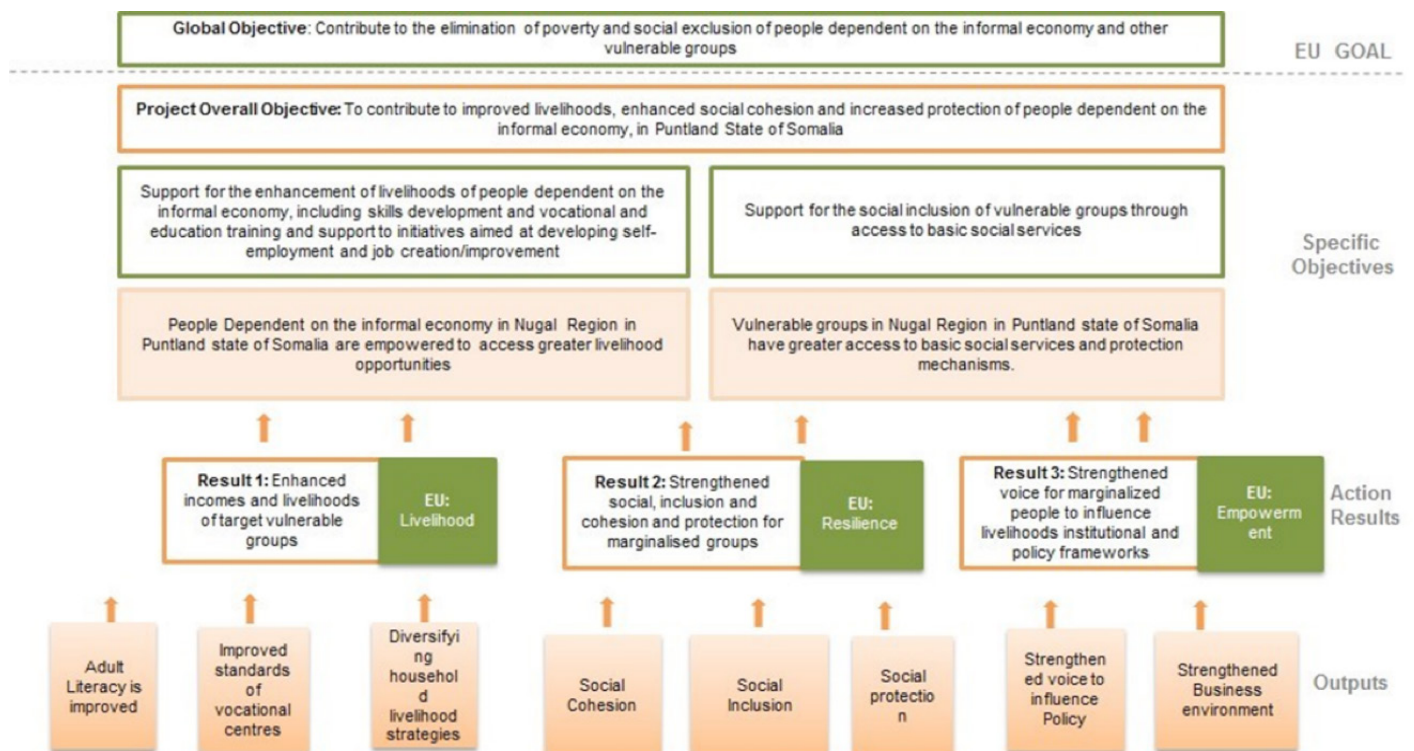 Global Objective: Contribute to the elimination of poverty and social exclusion of people dependent on the informal economy and other
vulnerable groups
EU GOAL
Project Overall Objective: To contribute to improved livelihoods, enhanced social cohesion and increased protection of people dependent on the
informal economy, in Puntland State of Somalia
Support for the enhancement of livelihoods of people dependent on the
informal economy, including skills development and vocational and
education training and support to initiatives aimed at developing self-
employment and job creation/improvement
Support for the social inclusion of vulnerable groups through
access to basic social services
Specific
Objectives
People Dependent on the informal economy in Nugal Region in
Puntland state of Somalia are empowered to access greater livelihood
opportunities
Vulnerable groups in Nugal Region in Puntland state of Somalia
have greater access to basic social services and protection
mechanisms.
Result 1: Enhanced
incomes and livelihoods
of target vulnerable
groups
EU:
Livelihood
Result 2: Strengthened
social, inclusion and
cohesion and protection for
marginalised groups
EU:
Resilience
Result 3: Strengthened
voice for marginalized
people to influence
livelihoods institutional and
policy frameworks
EU:
Empowerm
ent
Action
Results
Adult
Literacy is
improved
Improved
standards of
vocational
centres
Diversify
ing
househol
d
livelihood
strategies
Social
Cohesion
Social
Inclusion
Social
protectio
n
Strengthen
ed voice to
influence
Policy
Strengthened
Business
environment
Outputs